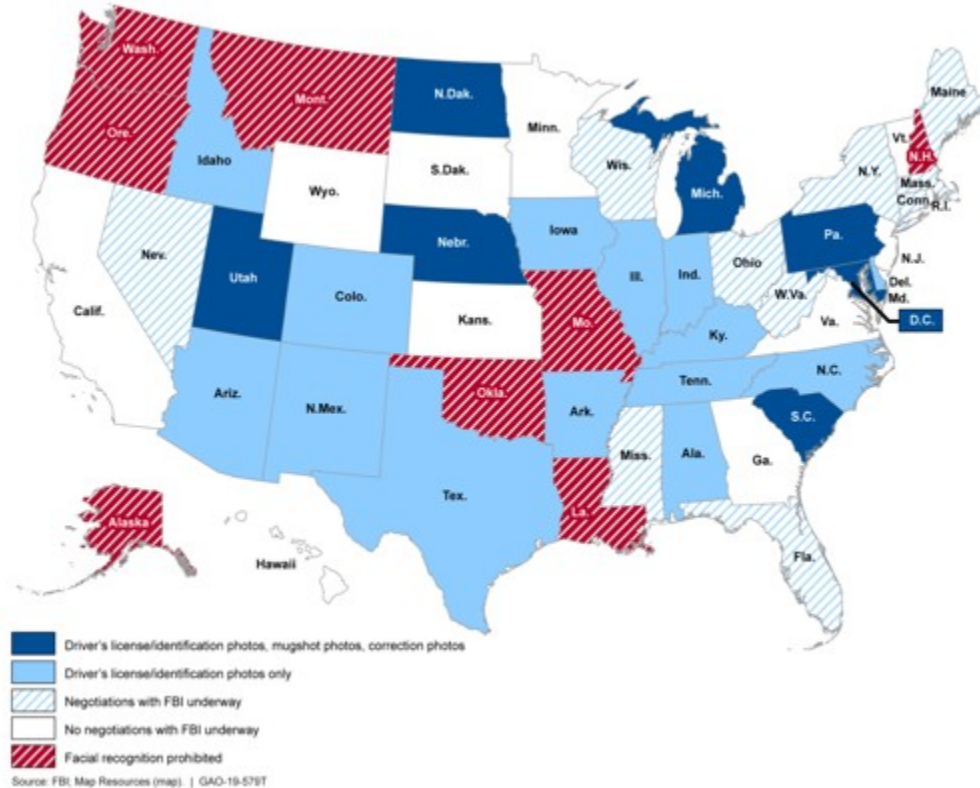 Wash.
Mont.
N.Dak.
Minn.
Maine
Ore.
Idaho
Vt.
N.H.
Wis.
N.Y.
S.Dak.
Wyo.
Mich.
Mass.
Conn.
R.I.
Nebr.
Iowa
Pa.
N.J.
Nev.
Utah
Colo.
Ill.
Ind.
Ohio
W.Va.
Del.
Md.
D.C.
Calif.
Kans.
Mo.
Ky.
Va.
Ariz.
N.Mex.
Okla.
Ark.
Tenn.
N.C.
S.C.
Tex.
La.
Miss.
Ala.
Ga.
Fla.
Alaska
Hawaii
Driver's license/identification photos, mugshot photos, correction photos
Driver's license/identification photos only
Negotiations with FBI underway
No negotiations with FBI underway
Facial recognition prohibited
Source: FBI; Map Resources (map). | GAO-19-579T